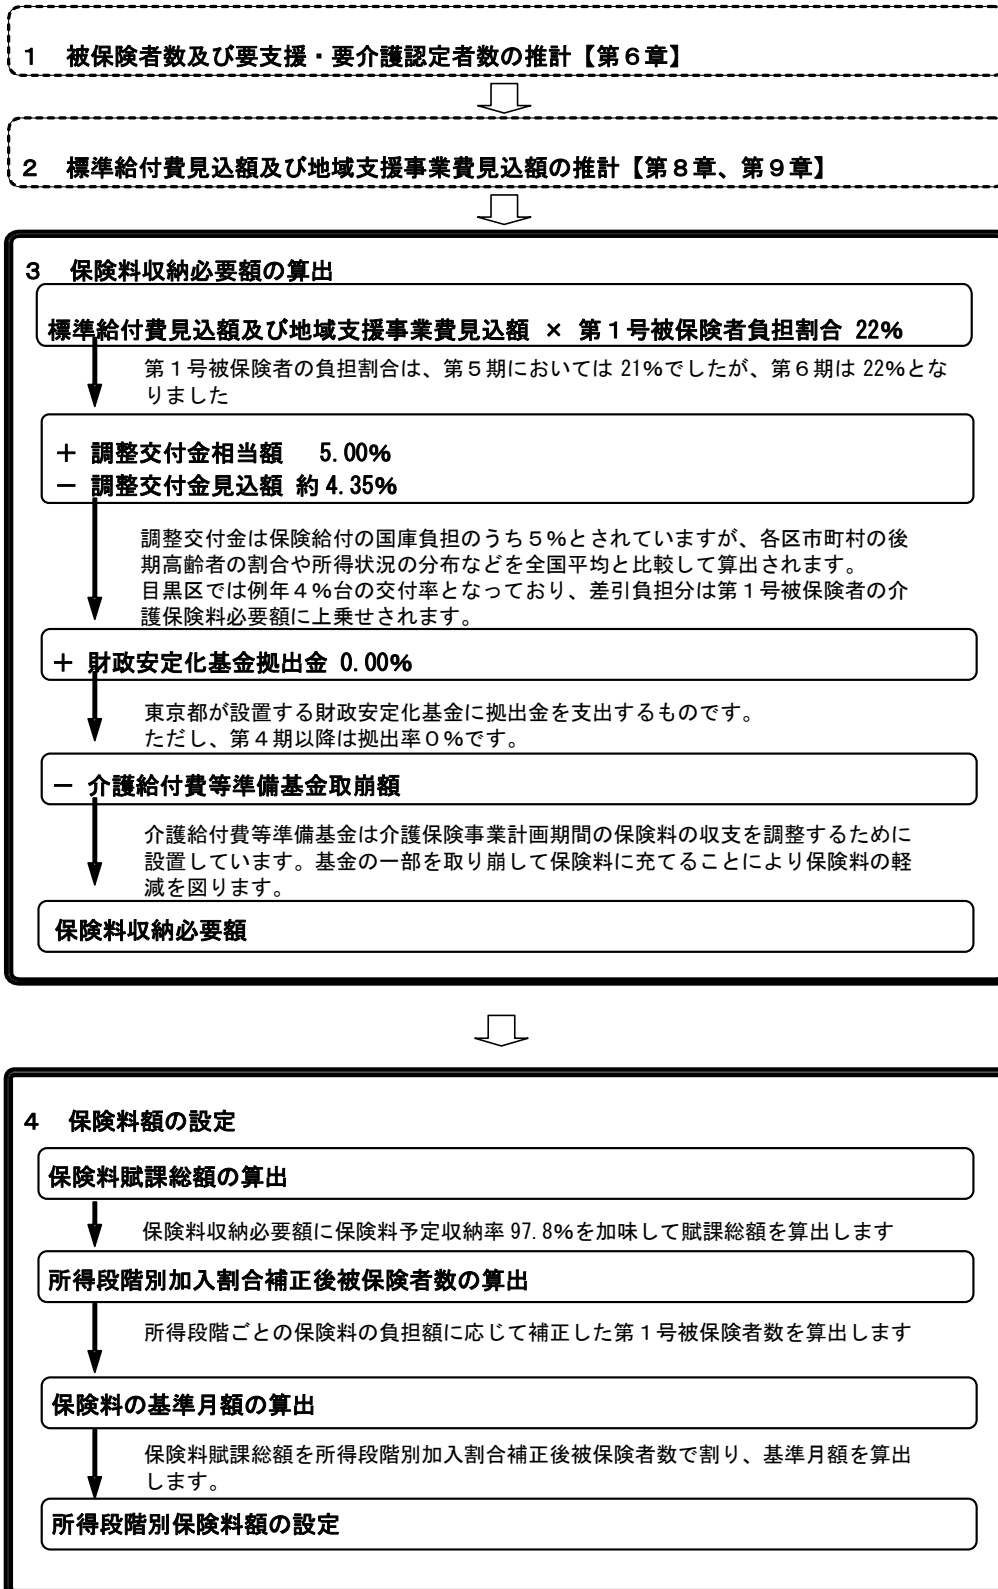 １　被保険者数及び要支援・要介護認定者数の推計【第６章】
２　標準給付費見込額及び地域支援事業費見込額の推計【第８章、第９章】
３　保険料収納必要額の算出
標準給付費見込額及び地域支援事業費見込額 × 第１号被保険者負担割合 22%
第１号被保険者の負担割合は、第５期においては 21%でしたが、第６期は 22%とな
りました
＋ 調整交付金相当額　 5.00%
－ 調整交付金見込額 約 4.35%
調整交付金は保険給付の国庫負担のうち５%とされていますが、各区市町村の後
期高齢者の割合や所得状況の分布などを全国平均と比較して算出されます。
目黒区では例年４%台の交付率となっており、差引負担分は第１号被保険者の介
護保険料必要額に上乗せされます。
＋ 財政安定化基金拠出金 0.00%
東京都が設置する財政安定化基金に拠出金を支出するものです。
ただし、第４期以降は拠出率０%です。
－ 介護給付費等準備基金取崩額
介護給付費等準備基金は介護保険事業計画期間の保険料の収支を調整するために
設置しています。基金の一部を取り崩して保険料に充てることにより保険料の軽
減を図ります。
保険料収納必要額
４　保険料額の設定
保険料賦課総額の算出
保険料収納必要額に保険料予定収納率 97.8%を加味して賦課総額を算出します
所得段階別加入割合補正後被保険者数の算出
所得段階ごとの保険料の負担額に応じて補正した第１号被保険者数を算出します
保険料の基準月額の算出
保険料賦課総額を所得段階別加入割合補正後被保険者数で割り、基準月額を算出
します。
所得段階別保険料額の設定